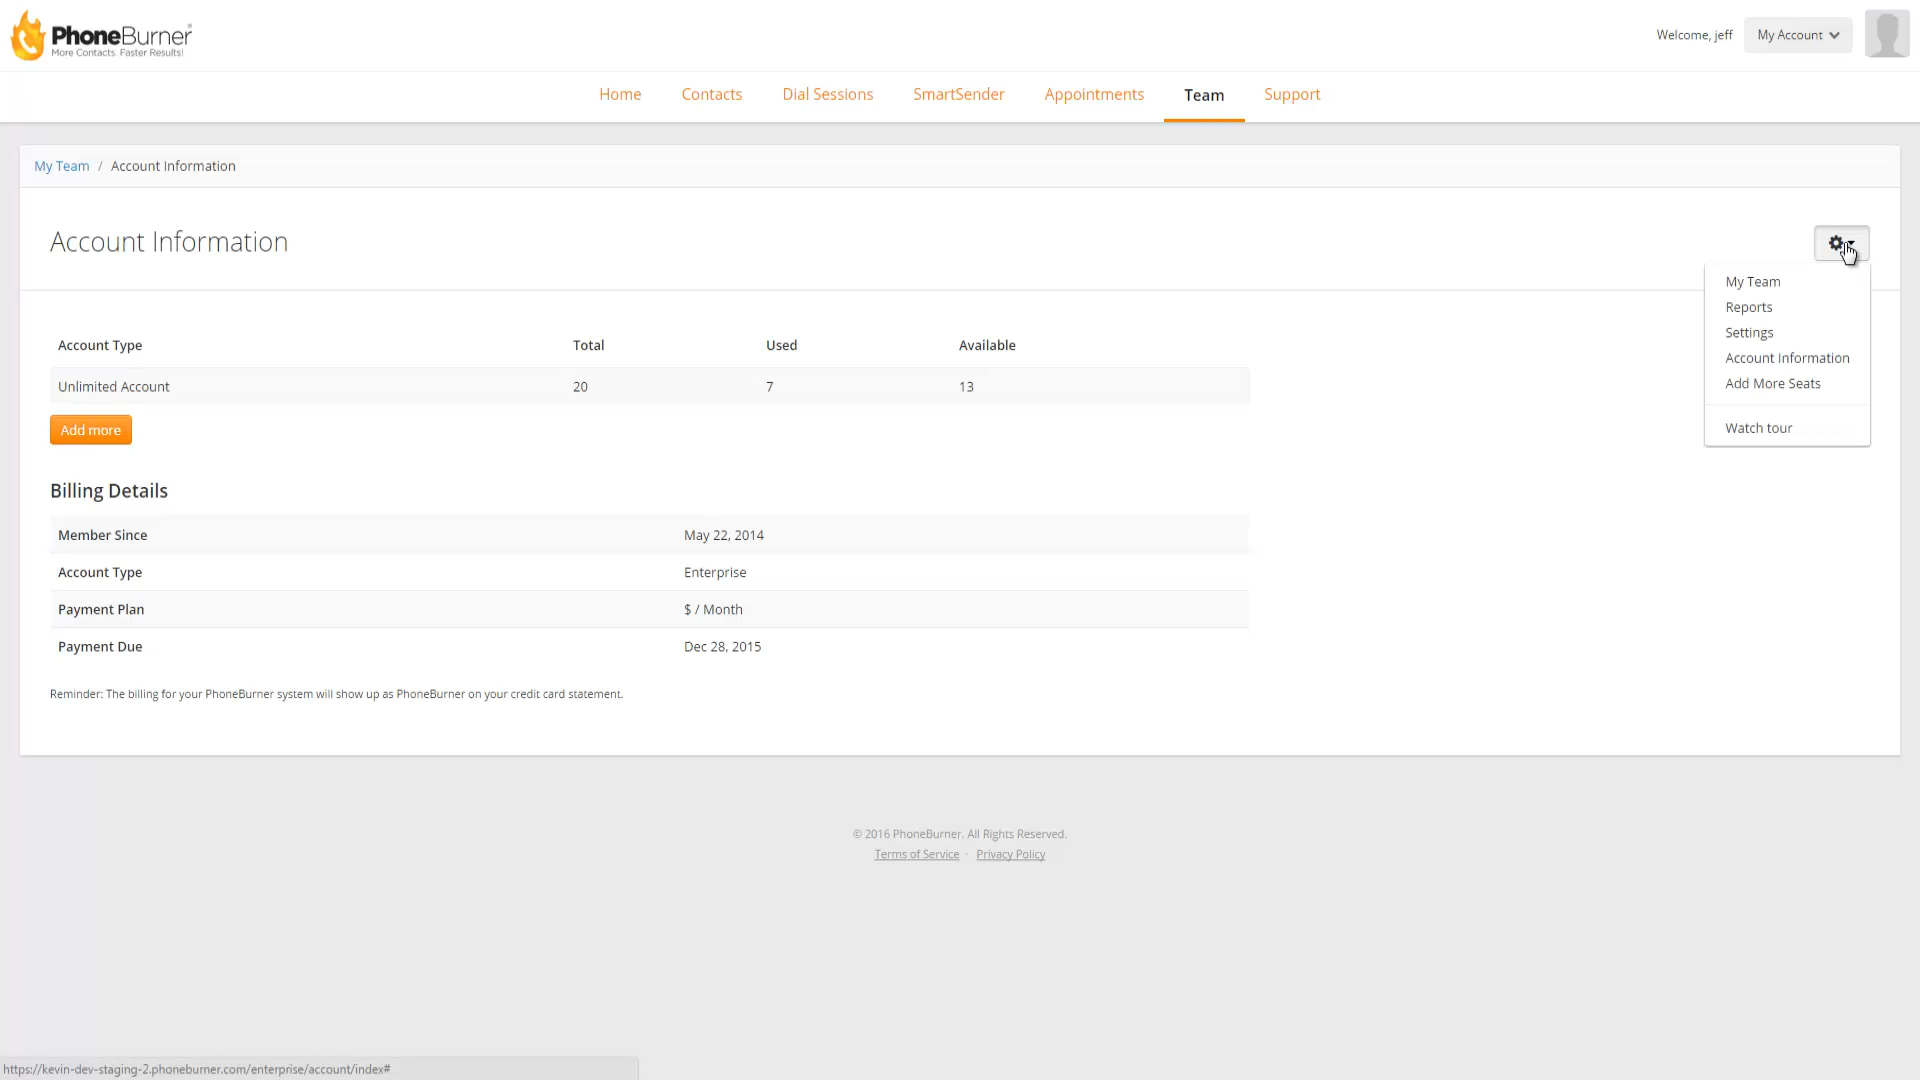 PhoneBurner®
More Contacts. Faster Results!
Welcome, jeff
My Account
Home
Contacts
Dial Sessions
SmartSender
Appointments
Team
Support
My Team / Account Information
Account Information
My Team
Reports
Settings
Account Information
Add More Seats
Watch tour
Account Type Total Used Available
Unlimited Account 20 7 13
Add more
Billing Details
Member Since May 22, 2014
Account Type Enterprise
Payment Plan $ / Month
Payment Due Dec 28, 2015
Reminder: The billing for your PhoneBurner system will show up as PhoneBurner on your credit card statement.
© 2016 PhoneBurner. All Rights Reserved.
Terms of Service · Privacy Policy
https://kevin-dev-staging-2.phoneburner.com/enterprise/account/index#